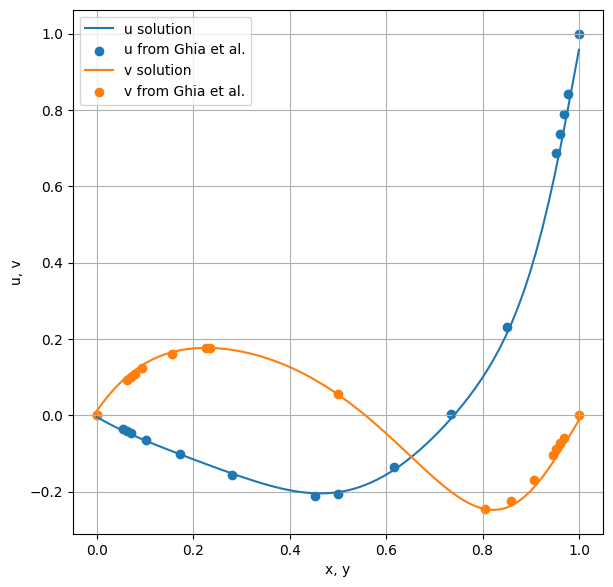 u solution
u from Ghia et al.
v solution
v from Ghia et al.
1.0
0.8
0.6
0.4
0.2
0.0
−0.2
u, v
0.0 0.2 0.4 0.6 0.8 1.0
x, y